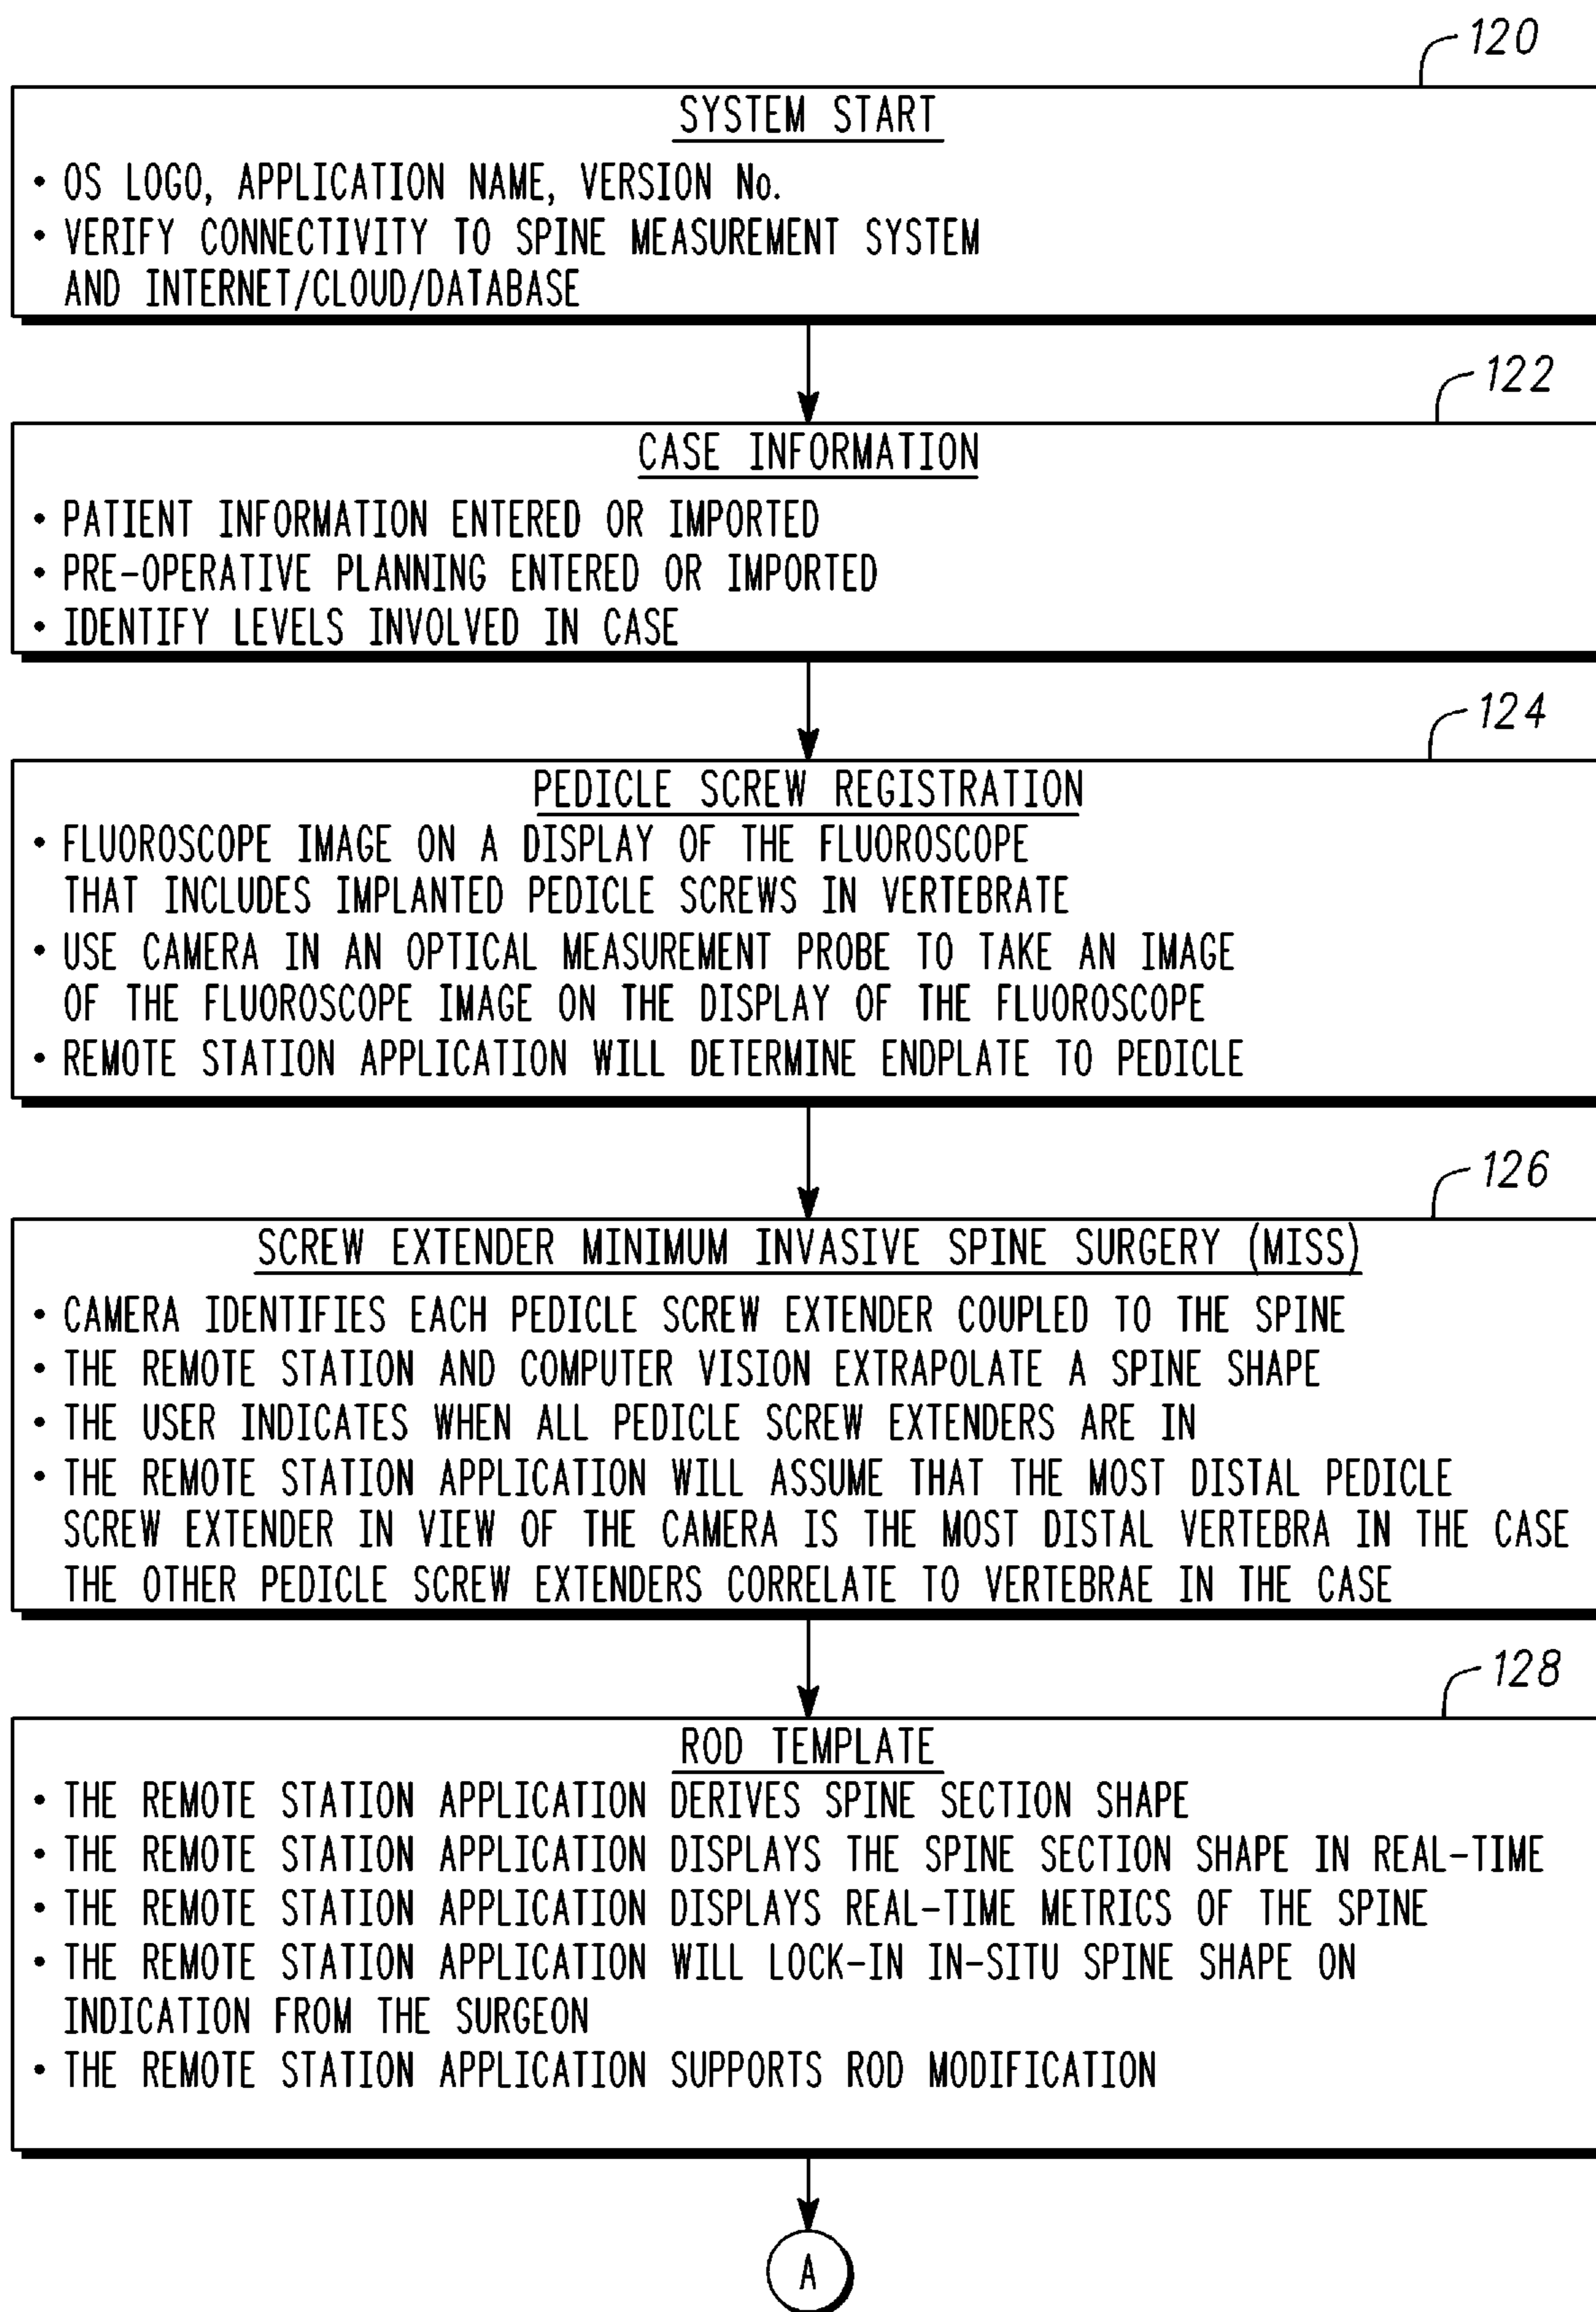 120
SYSTEM START
• OS LOGO, APPLICATION NAME, VERSION No.
• VERIFY CONNECTIVITY TO SPINE MEASUREMENT SYSTEM
AND INTERNET/CLOUD/DATABASE
122
CASE INFORMATION
• PATIENT INFORMATION ENTERED OR IMPORTED
• PRE-OPERATIVE PLANNING ENTERED OR IMPORTED
• IDENTIFY LEVELS INVOLVED IN CASE
124
PEDICLE SCREW REGISTRATION
• FLUOROSCOPE IMAGE ON A DISPLAY OF THE FLUOROSCOPE
THAT INCLUDES IMPLANTED PEDICLE SCREWS IN VERTEBRATE
• USE CAMERA IN AN OPTICAL MEASUREMENT PROBE TO TAKE AN IMAGE
OF THE FLUOROSCOPE IMAGE ON THE DISPLAY OF THE FLUOROSCOPE
• REMOTE STATION APPLICATION WILL DETERMINE ENDPLATE TO PEDICLE
126
SCREW EXTENDER MINIMUM INVASIVE SPINE SURGERY (MISS)
• CAMERA IDENTIFIES EACH PEDICLE SCREW EXTENDER COUPLED TO THE SPINE
• THE REMOTE STATION AND COMPUTER VISION EXTRAPOLATE A SPINE SHAPE
• THE USER INDICATES WHEN ALL PEDICLE SCREW EXTENDERS ARE IN
• THE REMOTE STATION APPLICATION WILL ASSUME THAT THE MOST DISTAL PEDICLE
SCREW EXTENDER IN VIEW OF THE CAMERA IS THE MOST DISTAL VERTEBRA IN THE CASE
THE OTHER PEDICLE SCREW EXTENDERS CORRELATE TO VERTEBRAE IN THE CASE
128
ROD TEMPLATE
• THE REMOTE STATION APPLICATION DERIVES SPINE SECTION SHAPE
• THE REMOTE STATION APPLICATION DISPLAYS THE SPINE SECTION SHAPE IN REAL-TIME
• THE REMOTE STATION APPLICATION DISPLAYS REAL-TIME METRICS OF THE SPINE
• THE REMOTE STATION APPLICATION WILL LOCK-IN IN-SITU SPINE SHAPE ON
INDICATION FROM THE SURGEON
• THE REMOTE STATION APPLICATION SUPPORTS ROD MODIFICATION
A